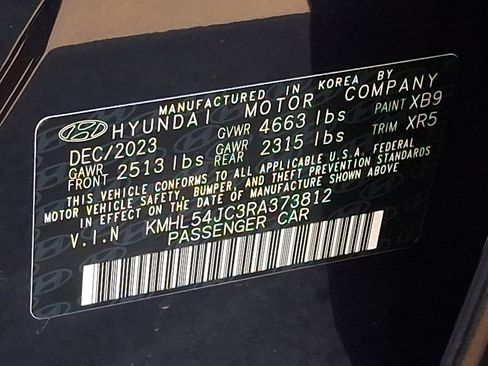 MANUFACTURED IN KOREA BY
HYUNDAI MOTOR COMPANY
DEC/2023 GVWR 4663 lbs PAINT XB9
GAWR FRONT 2513 lbs GAWR REAR 2315 lbs TRIM XR5
THIS VEHICLE CONFORMS TO ALL APPLICABLE U.S.A. FEDERAL
MOTOR VEHICLE SAFETY, BUMPER, AND THEFT PREVENTION STANDARDS
IN EFFECT ON THE DATE OF MANUFACTURE SHOWN ABOVE.
V.I.N KMHL54JC3RA373812
PASSENGER CAR